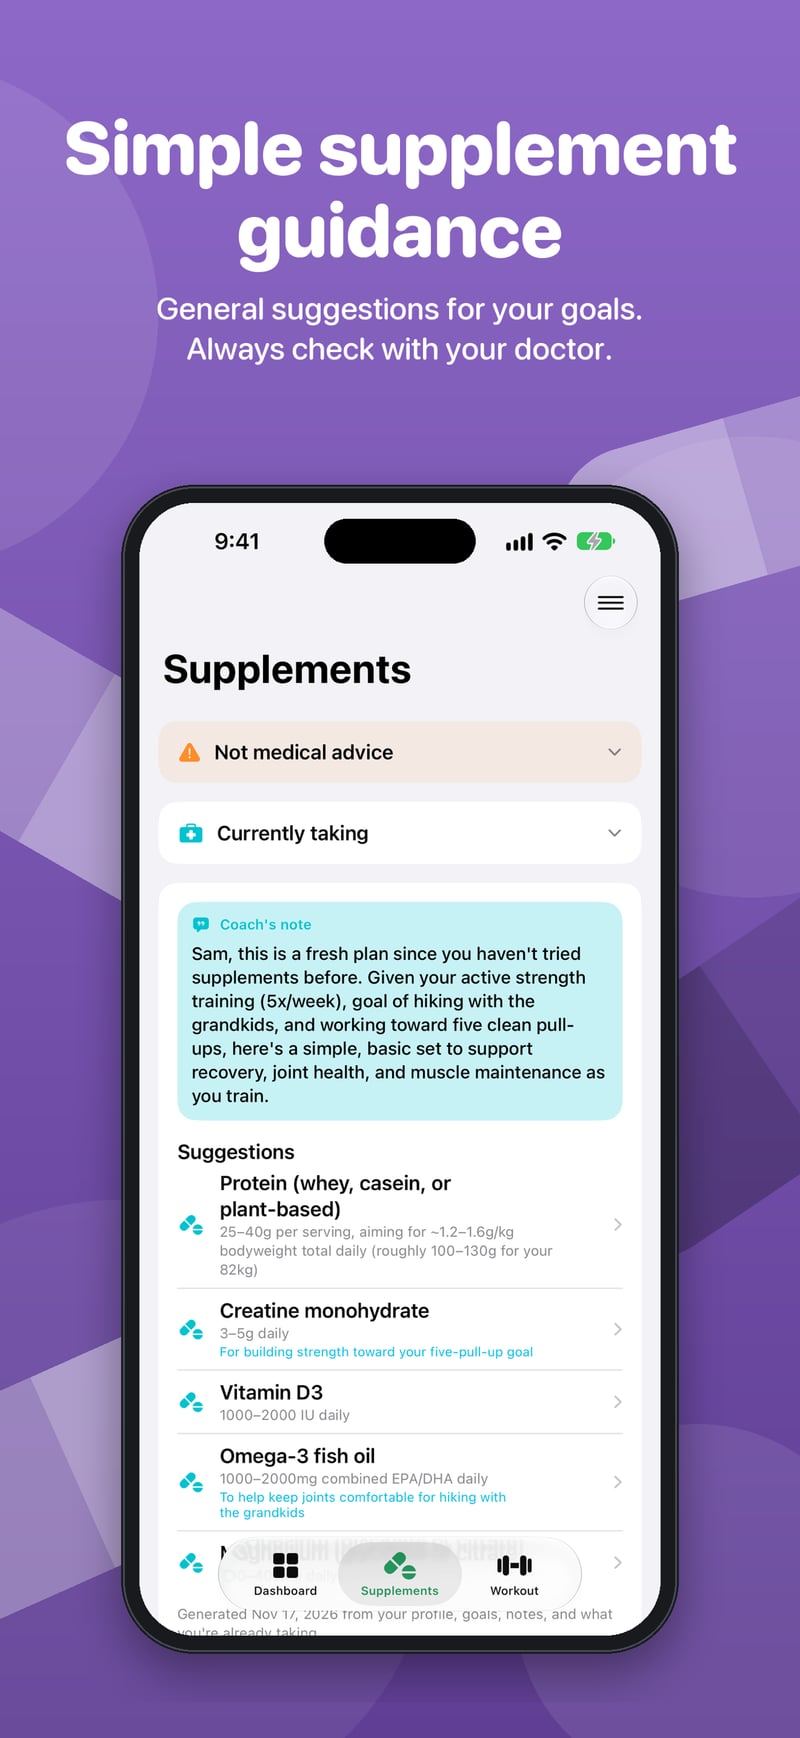 Simple supplement
guidance
General suggestions for your goals.
Always check with your doctor.
9:41
Supplements
Not medical advice
Currently taking
Coach's note
Sam, this is a fresh plan since you haven't tried
supplements before. Given your active strength
training (5x/week), goal of hiking with the
grandkids, and working toward five clean pull-
ups, here's a simple, basic set to support
recovery, joint health, and muscle maintenance as
you train.
Suggestions
Protein (whey, casein, or
plant-based)
25–40g per serving, aiming for ~1.2–1.6g/kg
bodyweight total daily (roughly 100–130g for your
82kg)
Creatine monohydrate
3–5g daily
For building strength toward your five-pull-up goal
Vitamin D3
1000–2000 IU daily
Omega-3 fish oil
1000–2000mg combined EPA/DHA daily
To help keep joints comfortable for hiking with
the grandkids
Dashboard
Supplements
Workout
Generated Nov 17, 2026 from your profile, goals, notes, and what
you're already taking